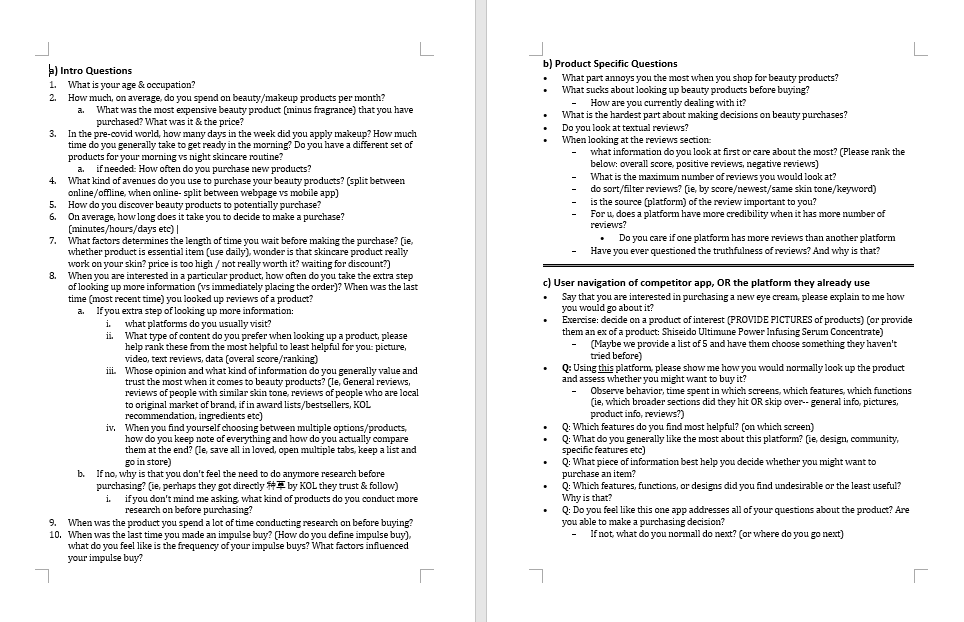 a) Intro Questions
1. What is your age & occupation?
2. How much, on average, do you spend on beauty/makeup products per month?
a. What was the most expensive beauty product (minus fragrance) that you have
purchased? What was it & the price?
3. In the pre-covid world, how many days in the week did you apply makeup? How much
time do you generally take to get ready in the morning? Do you have a different set of
products for your morning vs night skincare routine?
a. if needed: How often do you purchase new products?
4. What kind of avenues do you use to purchase your beauty products? (split between
online/offline, when online- split between webpage vs mobile app)
5. How do you discover beauty products to potentially purchase?
6. On average, how long does it take you to decide to make a purchase?
(minutes/hours/days etc)
7. What factors determines the length of time you wait before making the purchase? (ie,
whether product is essential item (use daily), wonder is that skincare product really
work on your skin? price is too high / not really worth it? waiting for discount?)
8. When you are interested in a particular product, how often do you take the extra step
of looking up more information (vs immediately placing the order)? When was the last
time (most recent time) you looked up reviews of a product?
a. If you extra step of looking up more information:
i. what platforms do you usually visit?
ii. What type of content do you prefer when looking up a product, please
help rank these from the most helpful to least helpful for you: picture,
video, text reviews, data (overal score/ranking)
iii. Whose opinion and what kind of information do you generally value and
trust the most when it comes to beauty products? (Ie, General reviews,
reviews of people with similar skin tone, reviews of people who are local
to original market of brand, if in award lists/bestsellers, KOL
recommendation, ingredients etc)
iv. When you find yourself choosing between multiple options/products,
how do you keep note of everything and how do you actually compare
them at the end? (Ie, save all in loved, open multiple tabs, keep a list and
go in store)
b. If no, why is that you don't feel the need to do anymore research before
purchasing? (ie, perhaps they got directly 种草 by KOL they trust & follow)
i. if you don't mind me asking, what kind of products do you conduct more
research on before purchasing?
9. When was the product you spend a lot of time conducting research on before buying?
10. When was the last time you made an impulse buy? (How do you define impulse buy),
what do you feel like is the frequency of your impulse buys? What factors influenced
your impulse buy?
b) Product Specific Questions
• What part annoys you the most when you shop for beauty products?
• What sucks about looking up beauty products before buying?
– How are you currently dealing with it?
• What is the hardest part about making decisions on beauty purchases?
• Do you look at textual reviews?
• When looking at the reviews section:
– what information do you look at first or care about the most? (Please rank the
below: overall score, positive reviews, negative reviews)
– What is the maximum number of reviews you would look at?
– do sort/filter reviews? (ie, by score/newest/same skin tone/keyword)
– is the source (platform) of the review important to you?
– For u, does a platform have more credibility when it has more number of
reviews?
• Do you care if one platform has more reviews than another platform
– Have you ever questioned the truthfulness of reviews? And why is that?
c) User navigation of competitor app, OR the platform they already use
• Say that you are interested in purchasing a new eye cream, please explain to me how
you would go about it?
• Exercise: decide on a product of interest (PROVIDE PICTURES of products) (or provide
them an ex of a product: Shiseido Ultimune Power Infusing Serum Concentrate)
– (Maybe we provide a list of 5 and have them choose something they haven't
tried before)
• Q: Using this platform, please show me how you would normally look up the product
and assess whether you might want to buy it?
– Observe behavior, time spent in which screens, which features, which functions
(ie, which broader sections did they hit OR skip over-- general info, pictures,
product info, reviews?)
• Q: Which features do you find most helpful? (on which screen)
• Q: What do you generally like the most about this platform? (ie, design, community,
specific features etc)
• Q: What piece of information best help you decide whether you might want to
purchase an item?
• Q: Which features, functions, or designs did you find undesirable or the least useful?
Why is that?
• Q: Do you feel like this one app addresses all of your questions about the product? Are
you able to make a purchasing decision?
– If not, what do you normall do next? (or where do you go next)